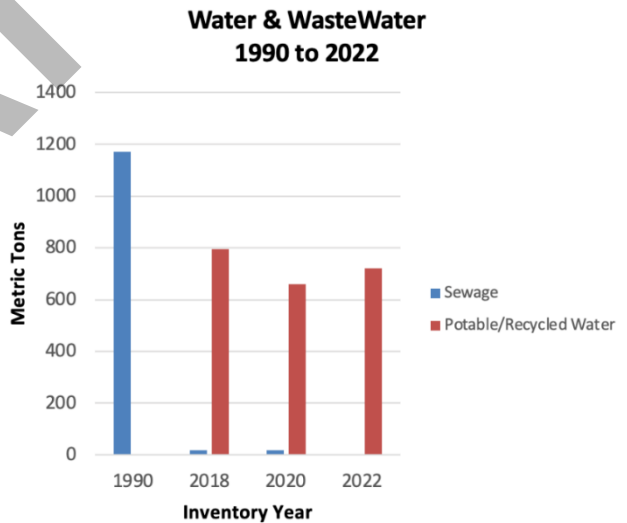 Water & WasteWater
1990 to 2022
1400
1200
1000
800
600
400
200
0
Metric Tons
1990 2018 2020 2022
Inventory Year
Sewage
Potable/Recycled Water